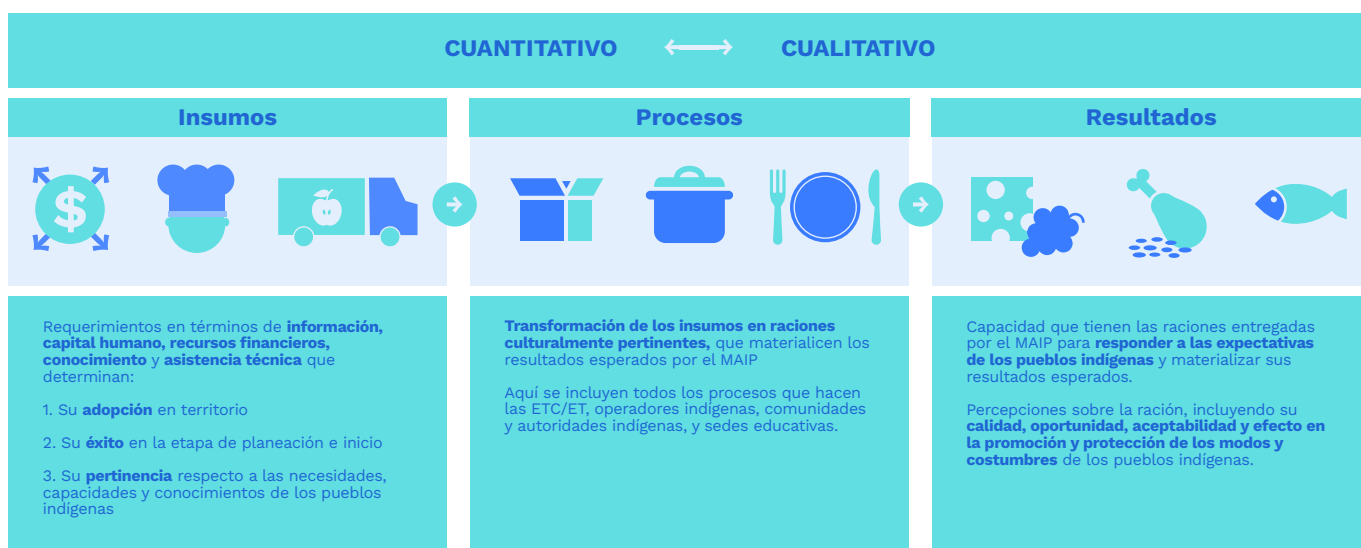 CUANTITATIVO CUALITATIVO
Insumos
Requerimientos en términos de información,
capital humano, recursos financieros,
conocimiento y asistencia técnica que
determinan:
1. Su adopción en territorio
2. Su éxito en la etapa de planeación e inicio
3. Su pertinencia respecto a las necesidades,
capacidades y conocimientos de los pueblos
indígenas
Procesos
Transformación de los insumos en raciones
culturalmente pertinentes, que materialicen los
resultados esperados por el MAIP
Aquí se incluyen todos los procesos que hacen
las ETC/ET, operadores indígenas, comunidades
y autoridades indígenas, y sedes educativas.
Resultados
Capacidad que tienen las raciones entregadas
por el MAIP para responder a las expectativas
de los pueblos indígenas y materializar sus
resultados esperados.
Percepciones sobre la ración, incluyendo su
calidad, oportunidad, aceptabilidad y efecto en
la promoción y protección de los modos y
costumbres de los pueblos indígenas.